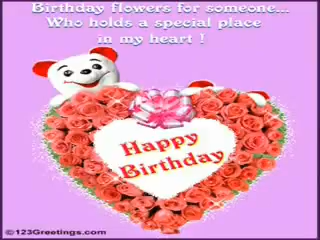 Birthday flowers for someone...
Who holds a special place
in my heart !
Happy
Birthday
©123Greetings.com